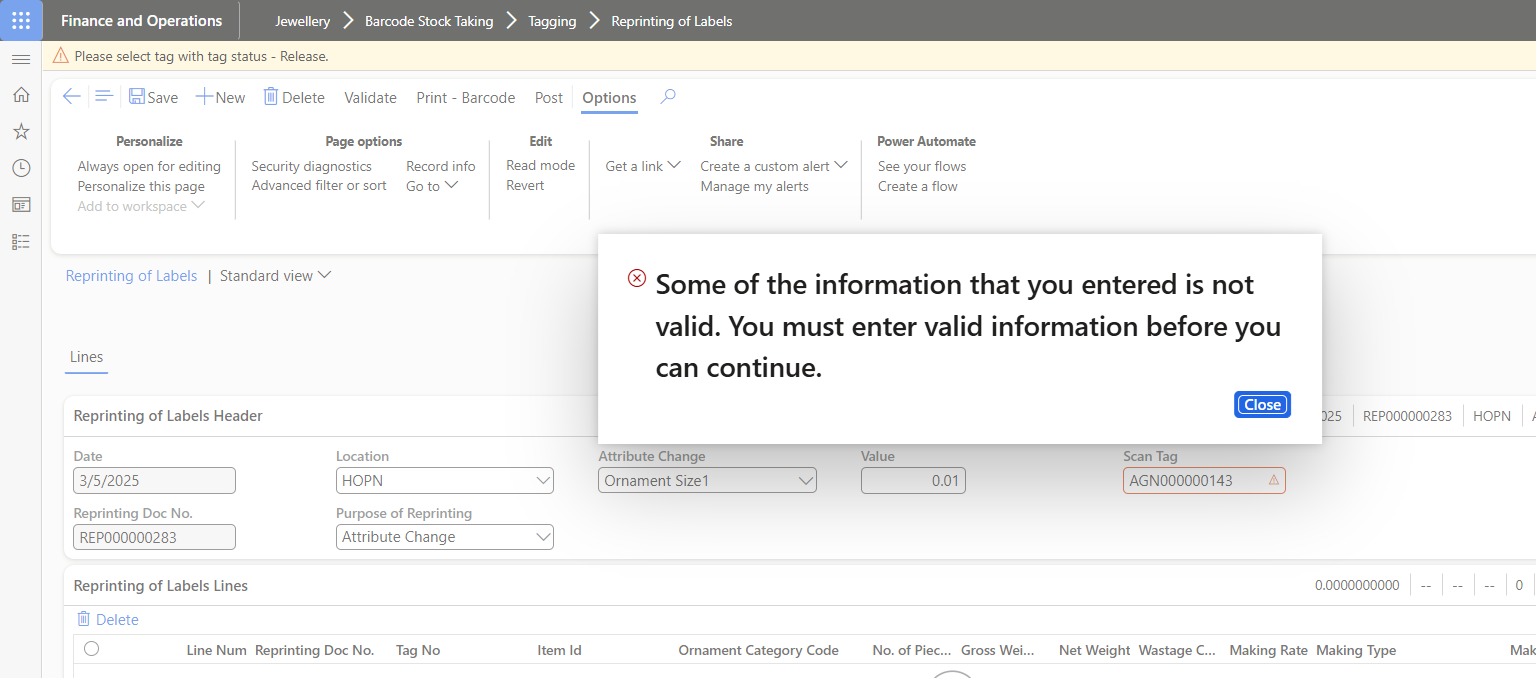 Finance and Operations
Jewellery > Barcode Stock Taking > Tagging > Reprinting of Labels
Please select tag with tag status - Release.
Save New Delete Validate Print - Barcode Post Options
Personalize Page options Edit Share Power Automate
Always open for editing Security diagnostics Record info Read mode Get a link Create a custom alert See your flows
Personalize this page Advanced filter or sort Go to Revert Manage my alerts Create a flow
Add to workspace
Reprinting of Labels | Standard view
Some of the information that you entered is not
valid. You must enter valid information before you
can continue.
Close
Lines
Reprinting of Labels Header 025 REP000000283 HOPN
Date Location Attribute Change Value Scan Tag
3/5/2025 HOPN Ornament Size1 0.01 AGN000000143
Reprinting Doc No. Purpose of Reprinting
REP000000283 Attribute Change
Reprinting of Labels Lines 0.0000000000 -- -- -- 0
Delete
Line Num Reprinting Doc No. Tag No Item Id Ornament Category Code No. of Piec... Gross Wei... Net Weight Wastage C... Making Rate Making Type Mak